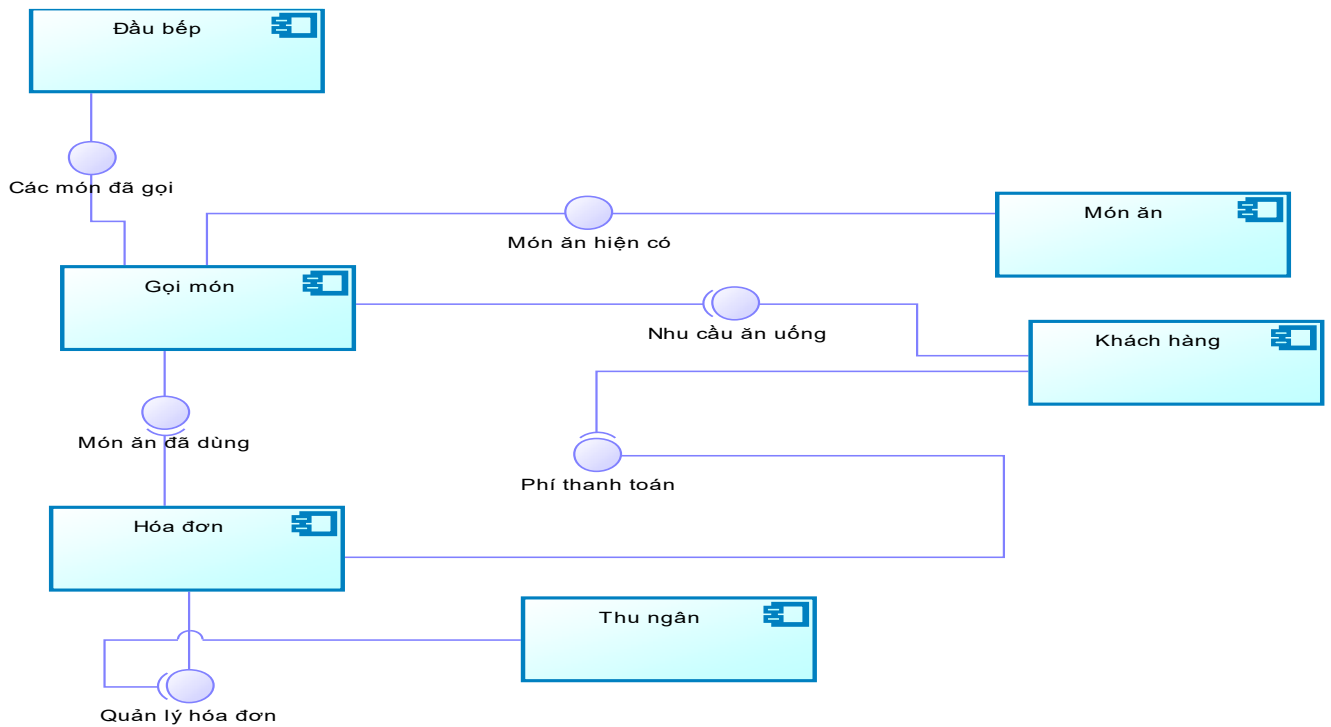 Đầu bếp
Các món đã gọi
Món ăn
Món ăn hiện có
Gọi món
Nhu cầu ăn uống
Khách hàng
Món ăn đã dùng
Phí thanh toán
Hóa đơn
Thu ngân
Quản lý hóa đơn